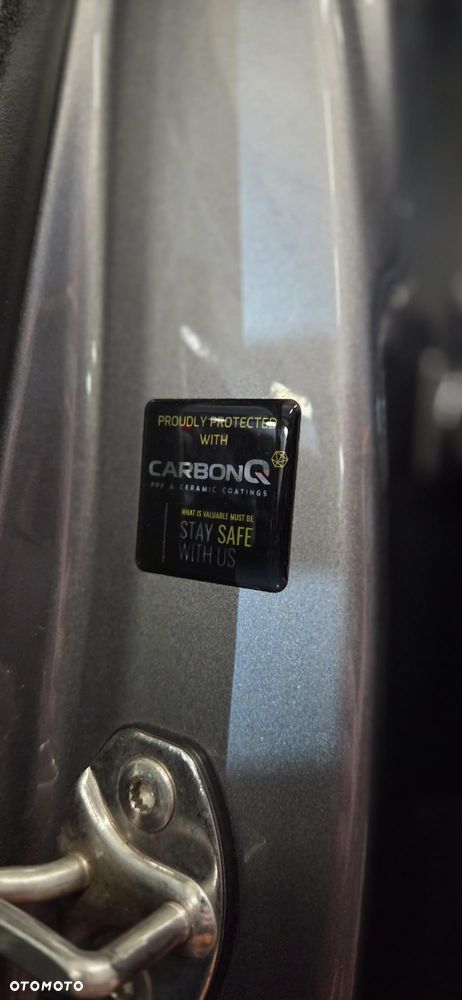 PROUDLY PROTECTED
WITH
CARBONQ
PPF & CERAMIC COATINGS
WHAT IS VALUABLE MUST BE
STAY SAFE
WITH US
OTOMOTO